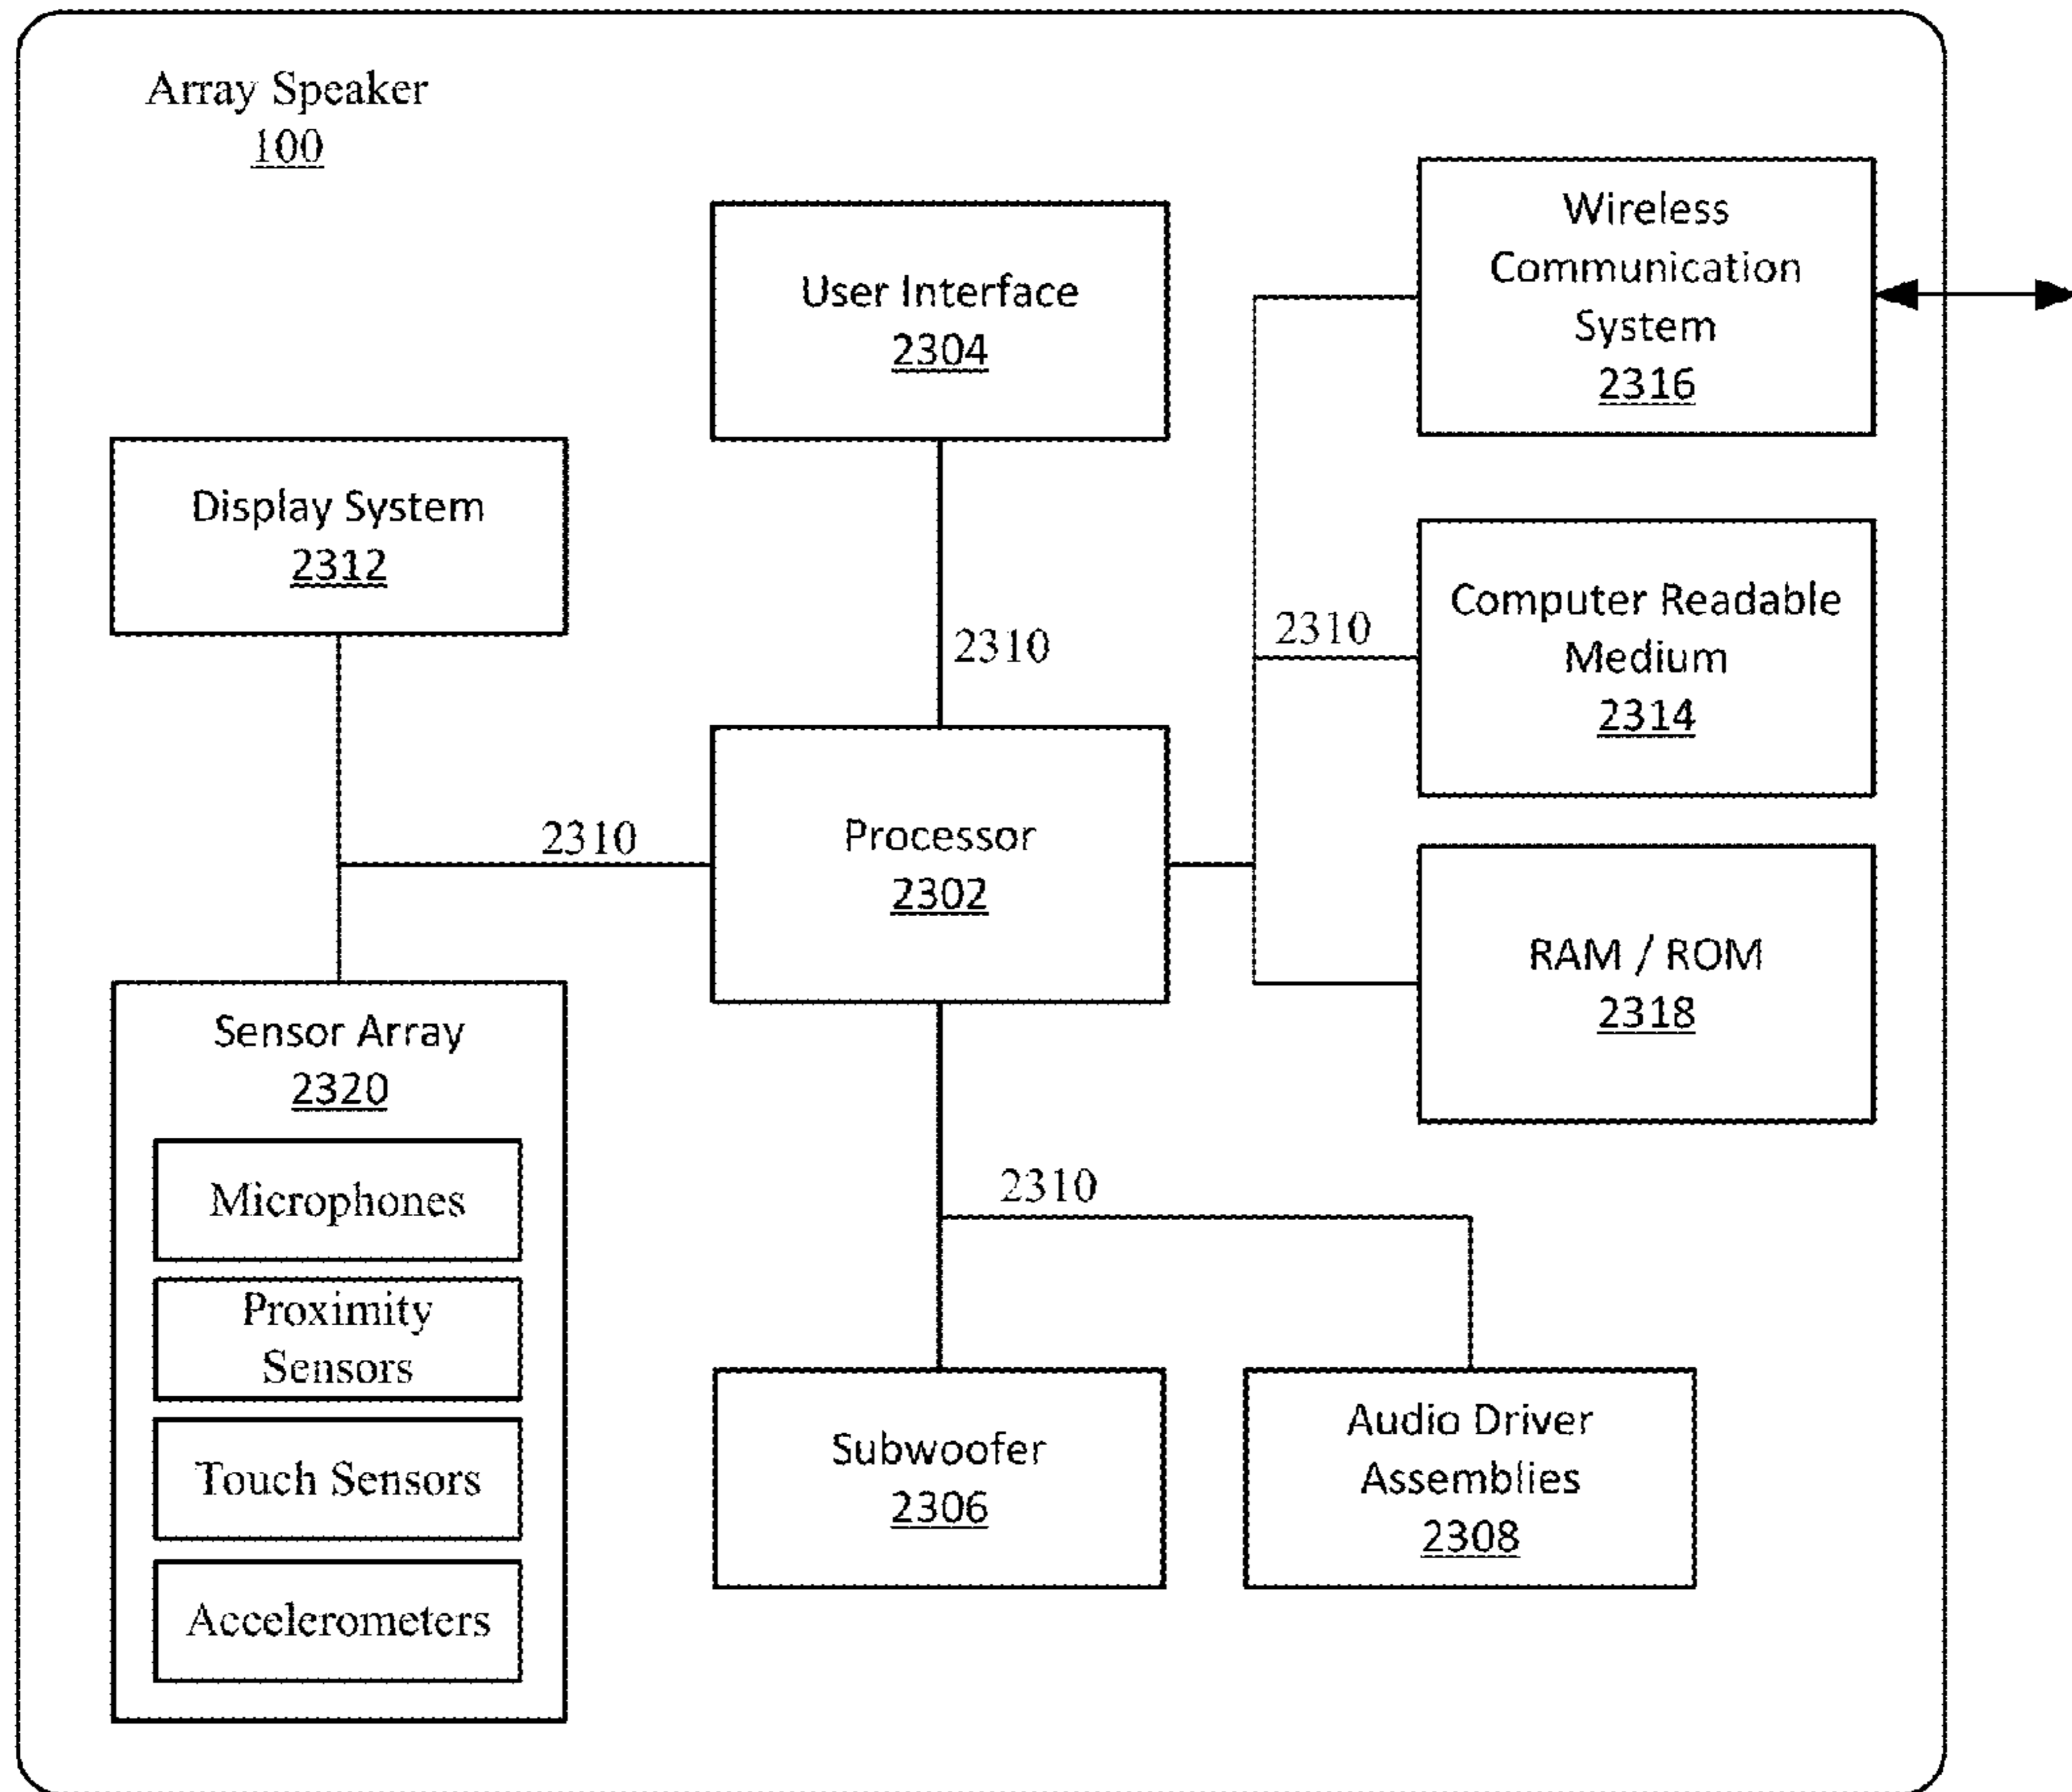 Array Speaker
100
User Interface
2304
Wireless
Communication
System
2316
Display System
2312
Computer Readable
Medium
2314
2310
2310
2310
Processor
2302
RAM / ROM
2318
Sensor Array
2320
Microphones
Proximity
Sensors
Touch Sensors
Accelerometers
2310
Subwoofer
2306
Audio Driver
Assemblies
2308